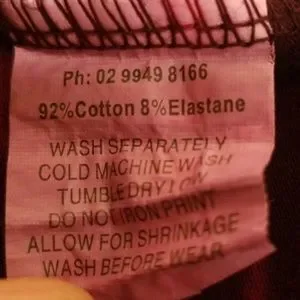 Ph: 02 9949 8166
92%Cotton 8%Elastane
WASH SEPARATELY
COLD MACHINE WASH
TUMBLE DRY LOW
DO NOT IRON PRINT
ALLOW FOR SHRINKAGE
WASH BEFORE WEAR